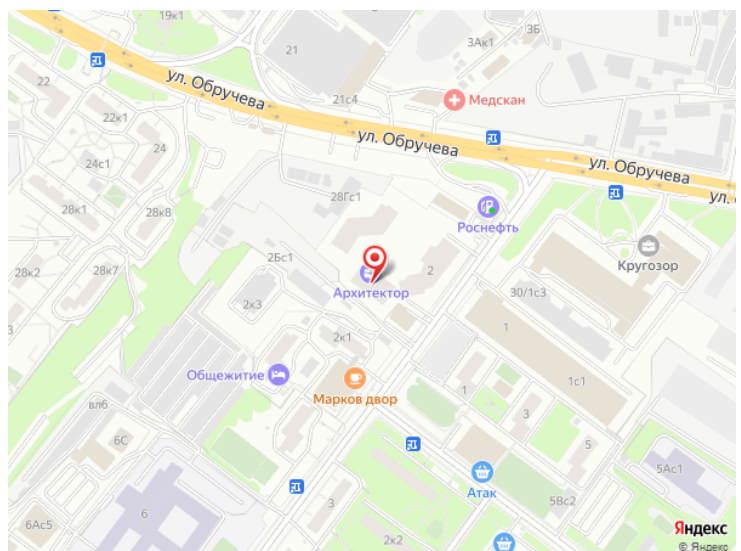 19к1
3Б
3Ак1
21
22
21с4
Медскан
ул. Обручева
22к1
ул. Обручева
24
ул. Обручева
24с1
28к1
28к8
28Гс1
ул.
Роснефть
28к2
28к7
2Бс1
2
Кругозор
Архитектор
30/1с3
2к3
1
2к1
Общежитие
1с1
Марков двор
1
вл6
3
6С
5
5Ас1
Атак
5Вс2
3
6
6Ас5
2к2
Яндекс
© Яндекс